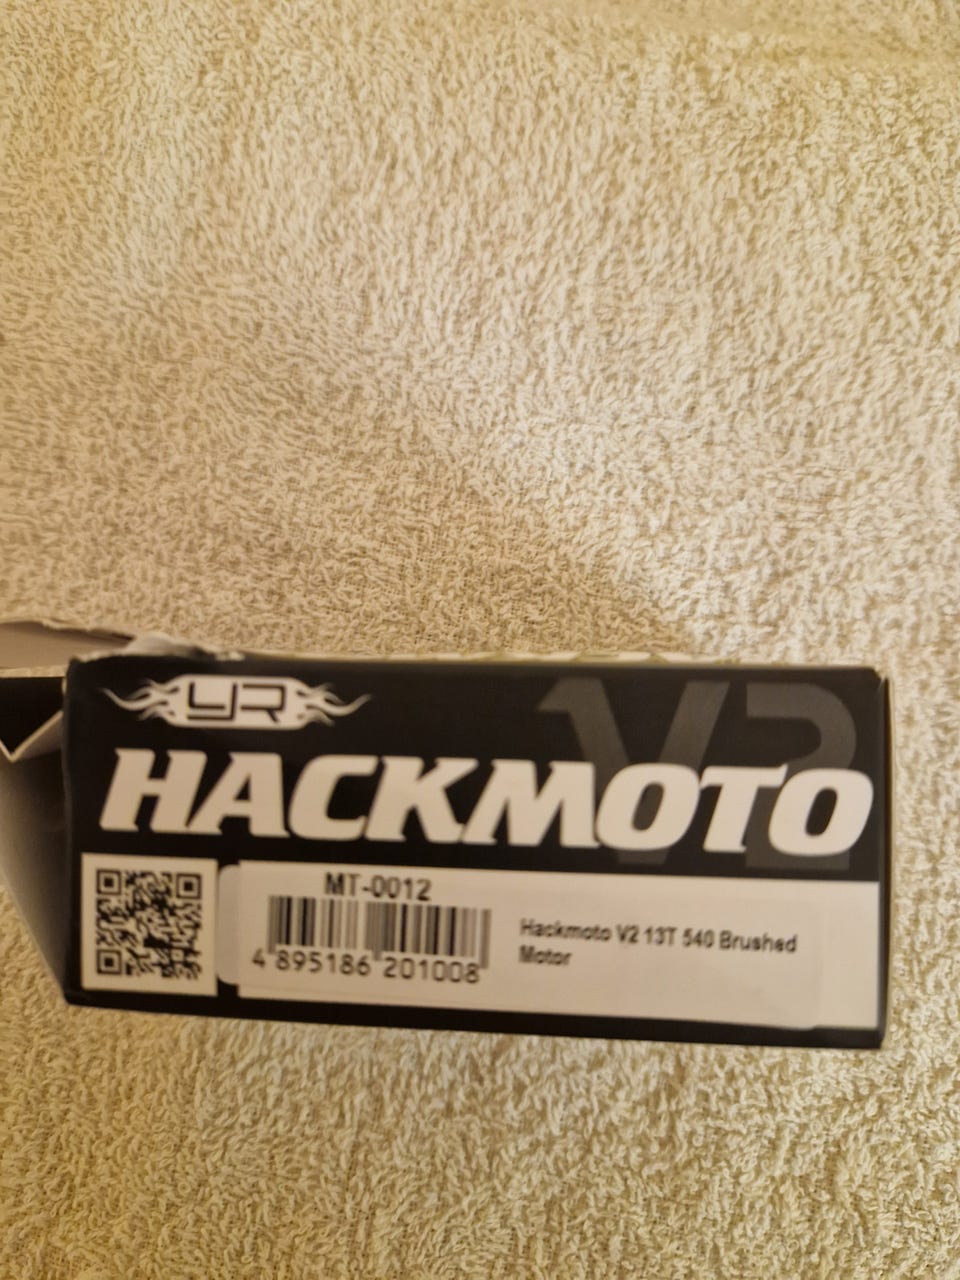 YR
V2
HACKMOTO
MT-0012
4 895186 201008
Hackmoto V2 13T 540 Brushed
Motor